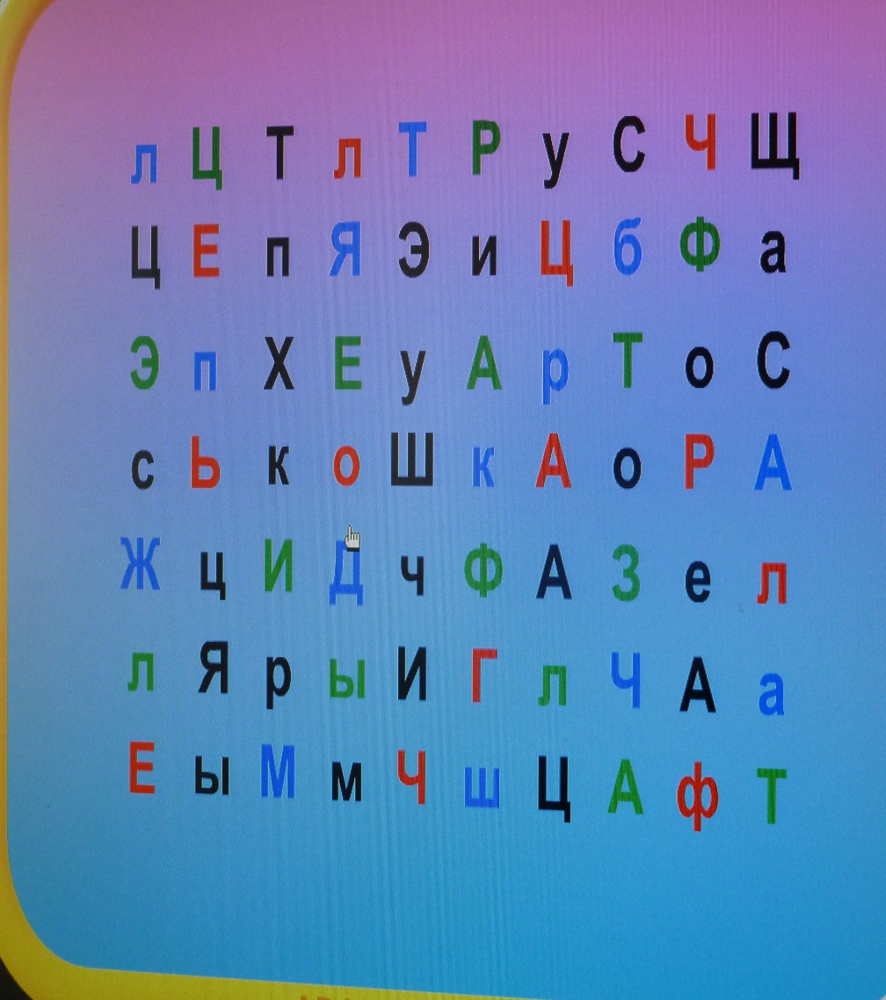 л Ц Т л Т Р у С Ч Щ
Ц Е п Я Э и Ц б Ф а
Э п Х Е у А р Т о С
с Ь к о Ш к А о Р А
Ж ц И Д ч Ф А З е л
л Я р ы И Г л Ч А а
Е ы М м Ч ш Ц А ф Т